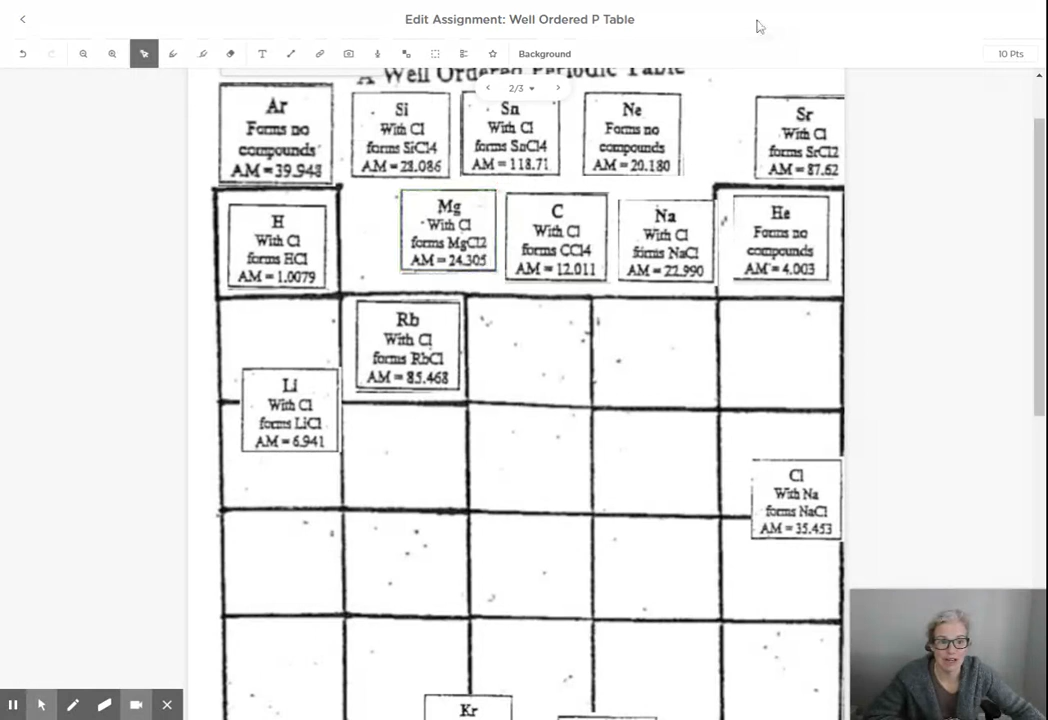 Edit Assignment: Well Ordered P Table
Background
10 Pts
A Well Ordered Periodic Table
2/3
Ar
Forms no
compounds
AM = 39.948
Si
With Cl
forms SiCl4
AM = 28.086
Sn
With Cl
forms SnCl4
AM = 118.71
Ne
Forms no
compounds
AM = 20.180
Sr
With Cl
forms SrCl2
AM = 87.62
H
With Cl
forms HCl
AM = 1.0079
Mg
With Cl
forms MgCl2
AM = 24.305
C
With Cl
forms CCl4
AM = 12.011
Na
With Cl
forms NaCl
AM = 22.990
He
Forms no
compounds
AM = 4.003
Rb
With Cl
forms RbCl
AM = 85.468
Li
With Cl
forms LiCl
AM = 6.941
Cl
With Na
forms NaCl
AM = 35.453
Kr